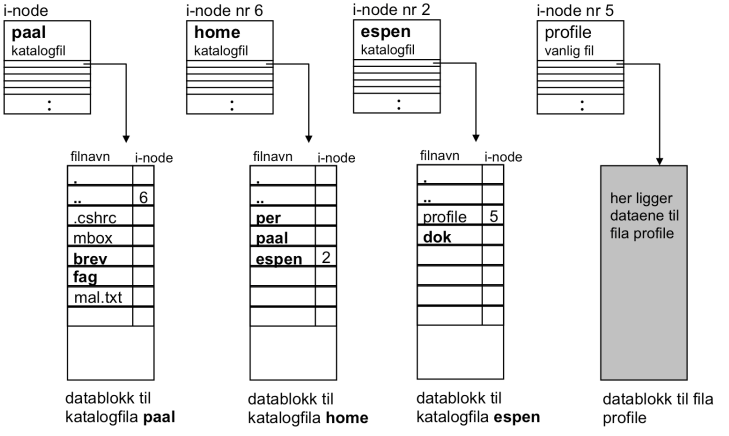 i-node
paal
katalogfil
:
filnavn i-node
.
.. 6
.cshrc
mbox
brev
fag
mal.txt
datablokk til
katalogfila paal
i-node nr 6
home
katalogfil
:
filnavn i-node
.
..
per
paal
espen 2
datablokk til
katalogfila home
i-node nr 2
espen
katalogfil
:
filnavn i-node
.
..
profile 5
dok
datablokk til
katalogfila espen
i-node nr 5
profile
vanlig fil
:
her ligger
dataene til
fila profile
datablokk til fila
profile